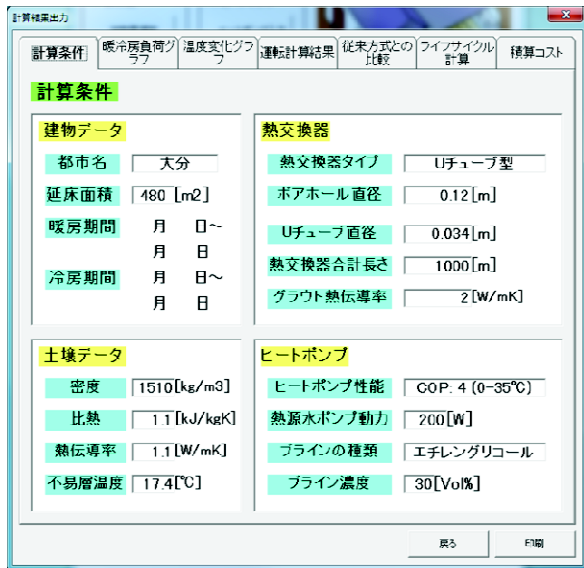 計算結果出力
計算条件
暖冷房負荷グラフ
温度変化グラフ
運転計算結果
従来方式との比較
ライフサイクル計算
積算コスト
計算条件
建物データ
都市名 大分
延床面積 480 [m2]
暖房期間 月 日~
月 日
冷房期間 月 日~
月 日
熱交換器
熱交換器タイプ Uチューブ型
ボアホール直径 0.12[m]
Uチューブ直径 0.034[m]
熱交換器合計長さ 1000[m]
グラウト熱伝導率 2[W/mK]
土壌データ
密度 1510[kg/m3]
比熱 1.1[kJ/kgK]
熱伝導率 1.1[W/mK]
不易層温度 17.4[℃]
ヒートポンプ
ヒートポンプ性能 COP: 4 (0-35℃)
熱源水ポンプ動力 200[W]
ブラインの種類 エチレングリコール
ブライン濃度 30[Vol%]
戻る 印刷